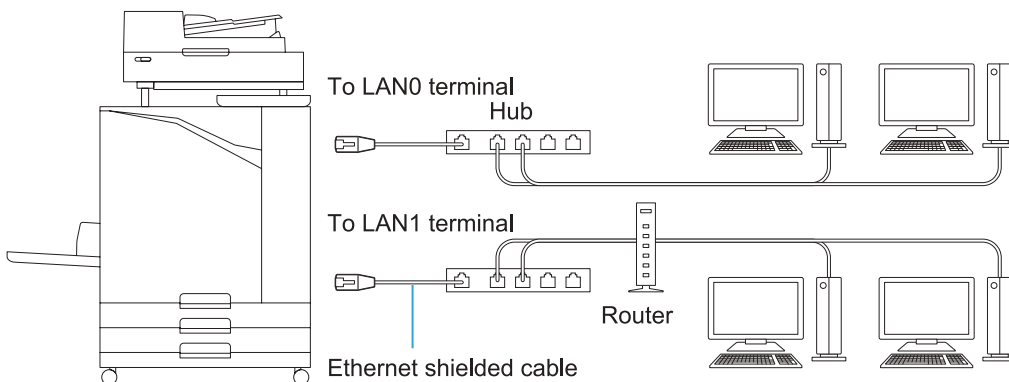 To LAN0 terminal
Hub
To LAN1 terminal
Router
Ethernet shielded cable